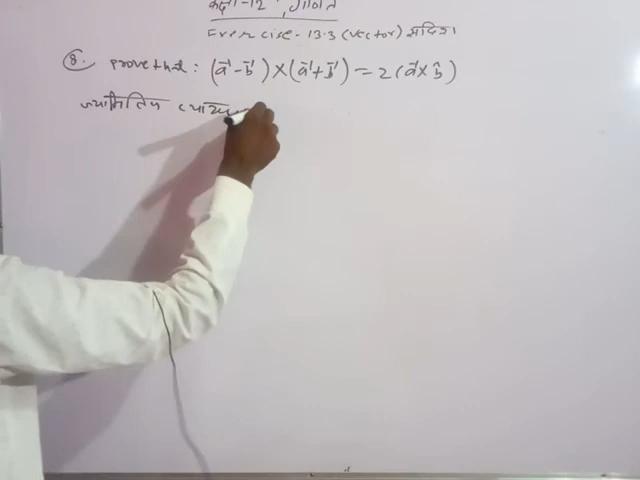 कक्षा-12, गणित
Exercise-13.3 (vector) सदिश
8. prove that: (a⃗-b⃗)×(a⃗+b⃗)=2(a⃗×b⃗)
ज्यामितिय